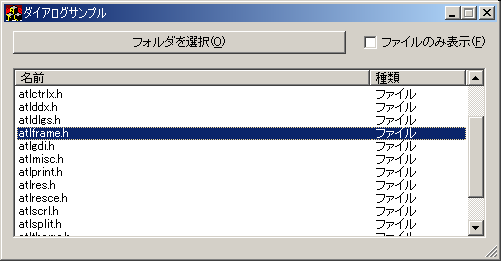 ダイアログサンプル
フォルダを選択(O) ファイルのみ表示(F)
名前 種類
atlctrlx.h ファイル
atlddx.h ファイル
atldlgs.h ファイル
atlframe.h ファイル
atlgdi.h ファイル
atlmisc.h ファイル
atlprint.h ファイル
atlres.h ファイル
atlresce.h ファイル
atlscrl.h ファイル
atlsplit.h ファイル